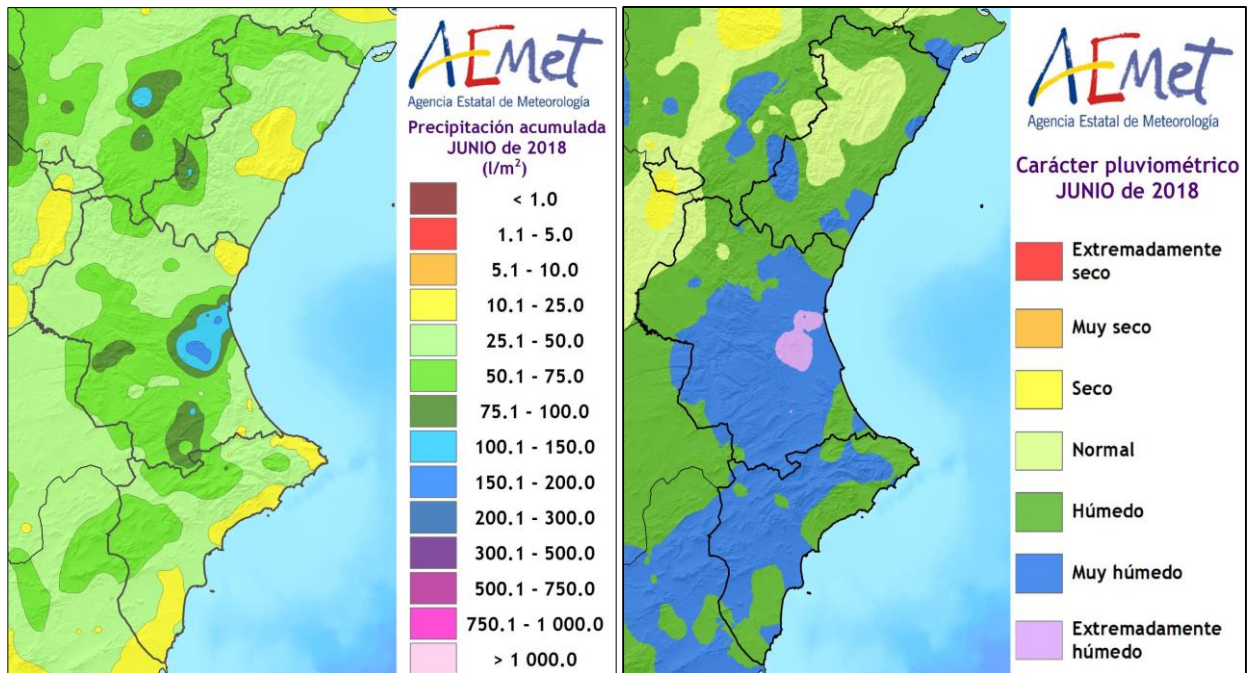 AEMet
Agencia Estatal de Meteorología
Precipitación acumulada
JUNIO de 2018
(l/m²)
< 1.0
1.1 - 5.0
5.1 - 10.0
10.1 - 25.0
25.1 - 50.0
50.1 - 75.0
75.1 - 100.0
100.1 - 150.0
150.1 - 200.0
200.1 - 300.0
300.1 - 500.0
500.1 - 750.0
750.1 - 1 000.0
> 1 000.0
AEMet
Agencia Estatal de Meteorología
Carácter pluviométrico
JUNIO de 2018
Extremadamente
seco
Muy seco
Seco
Normal
Húmedo
Muy húmedo
Extremadamente
húmedo